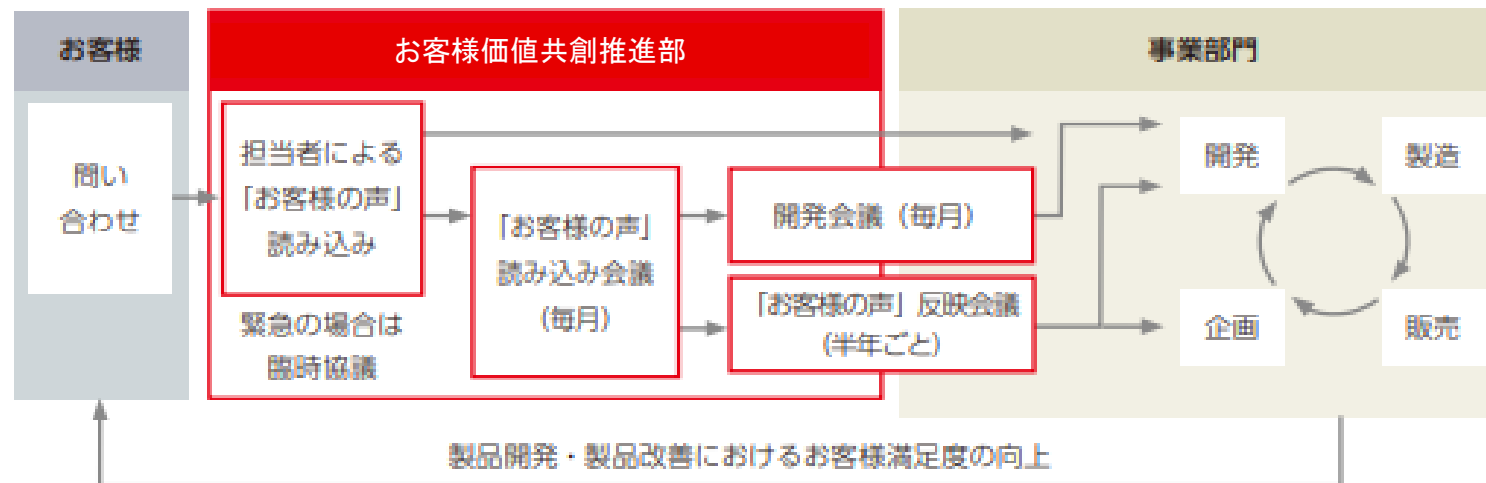 お客様
お客様価値共創推進部
事業部門
問い
合わせ
担当者による
「お客様の声」
読み込み
緊急の場合は
臨時協議
「お客様の声」
読み込み会議
（毎月）
開発会議（毎月）
「お客様の声」反映会議
（半年ごと）
開発
製造
企画
販売
製品開発・製品改善におけるお客様満足度の向上